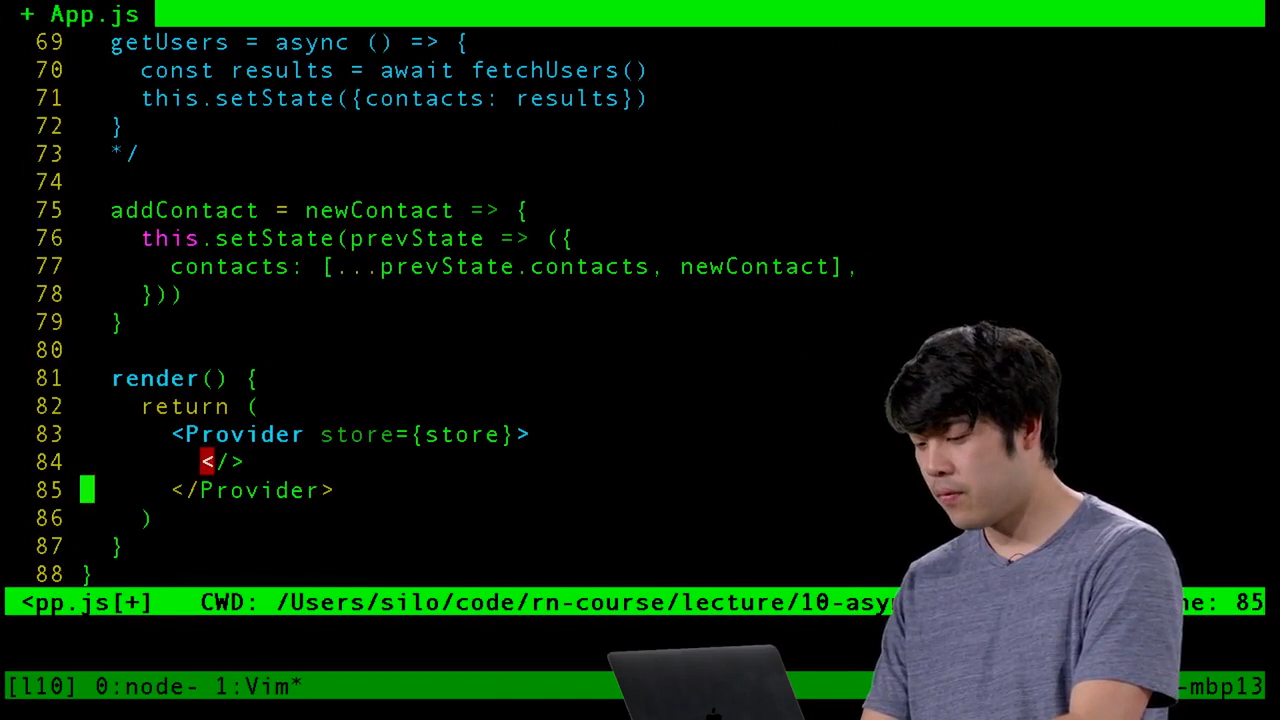 + App.js
69 getUsers = async () => {
70 const results = await fetchUsers()
71 this.setState({contacts: results})
72 }
73 */
74
75 addContact = newContact => {
76 this.setState(prevState => ({
77 contacts: [...prevState.contacts, newContact],
78 }))
79 }
80
81 render() {
82 return (
83 <Provider store={store}>
84 </>
85 </Provider>
86 )
87 }
88 }
<pp.js[+] CWD: /Users/silo/code/rn-course/lecture/10-asy ne: 85
[l10] 0:node- 1:Vim* -mbp13